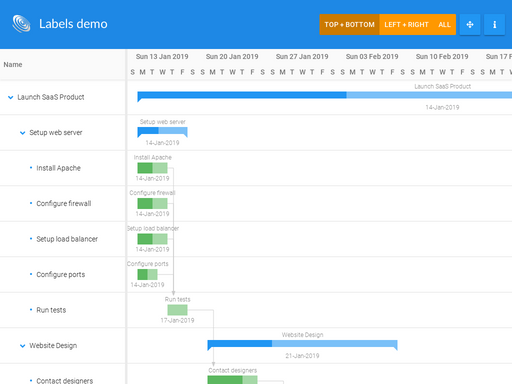 Labels demo
TOP + BOTTOM
LEFT + RIGHT
ALL
Name
Sun 13 Jan 2019 Sun 20 Jan 2019 Sun 27 Jan 2019 Sun 03 Feb 2019 Sun 10 Feb 2019 Sun 17 F
S M T W T F S S M T W T F S S M T W T F S S M T W T F S S M T W T F S S M T
Launch SaaS Product
Launch SaaS Product
14-Jan-2019
Setup web server
Setup web server
14-Jan-2019
Install Apache
Install Apache
14-Jan-2019
Configure firewall
Configure firewall
14-Jan-2019
Setup load balancer
Setup load balancer
14-Jan-2019
Configure ports
Configure ports
14-Jan-2019
Run tests
Run tests
17-Jan-2019
Website Design
Website Design
21-Jan-2019
Contact designers
Contact designers